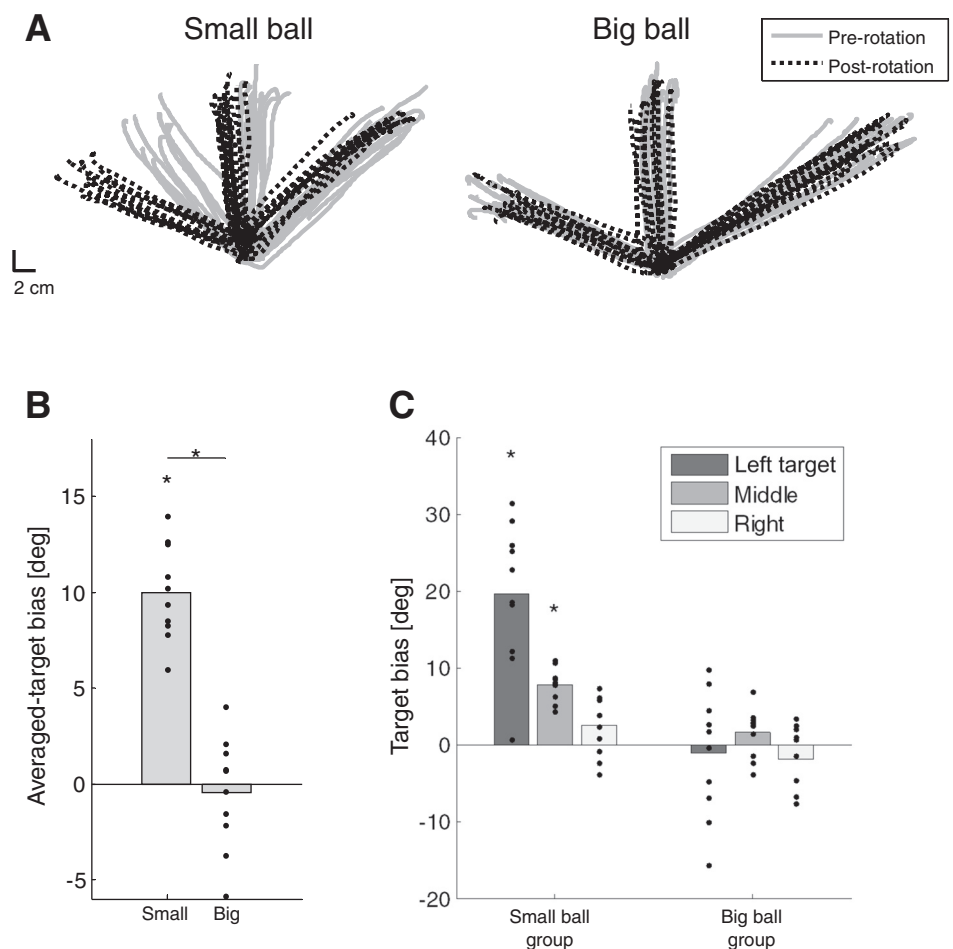 A
Small ball
Big ball
Pre-rotation
Post-rotation
2 cm
B
Averaged-target bias [deg]
15
10
5
0
-5
*
*
Small
Big
C
Target bias [deg]
40
30
20
10
0
-10
-20
*
*
Left target
Middle
Right
Small ball
group
Big ball
group